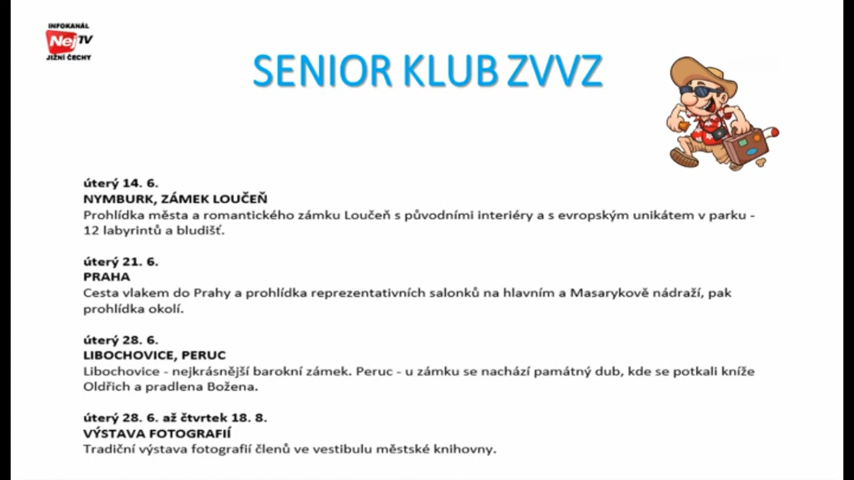 INFOKANÁL
NejTV
JIŽNÍ ČECHY
SENIOR KLUB ZVVZ
úterý 14. 6.
NYMBURK, ZÁMEK LOUČEŇ
Prohlídka města a romantického zámku Loučeň s původními interiéry a s evropským unikátem v parku -
12 labyrintů a bludišť.
úterý 21. 6.
PRAHA
Cesta vlakem do Prahy a prohlídka reprezentativních salonků na hlavním a Masarykově nádraží, pak
prohlídka okolí.
úterý 28. 6.
LIBOCHOVICE, PERUC
Libochovice - nejkrásnější barokní zámek. Peruc - u zámku se nachází památný dub, kde se potkali kníže
Oldřich a pradlena Božena.
úterý 28. 6. až čtvrtek 18. 8.
VÝSTAVA FOTOGRAFIÍ
Tradiční výstava fotografií členů ve vestibulu městské knihovny.